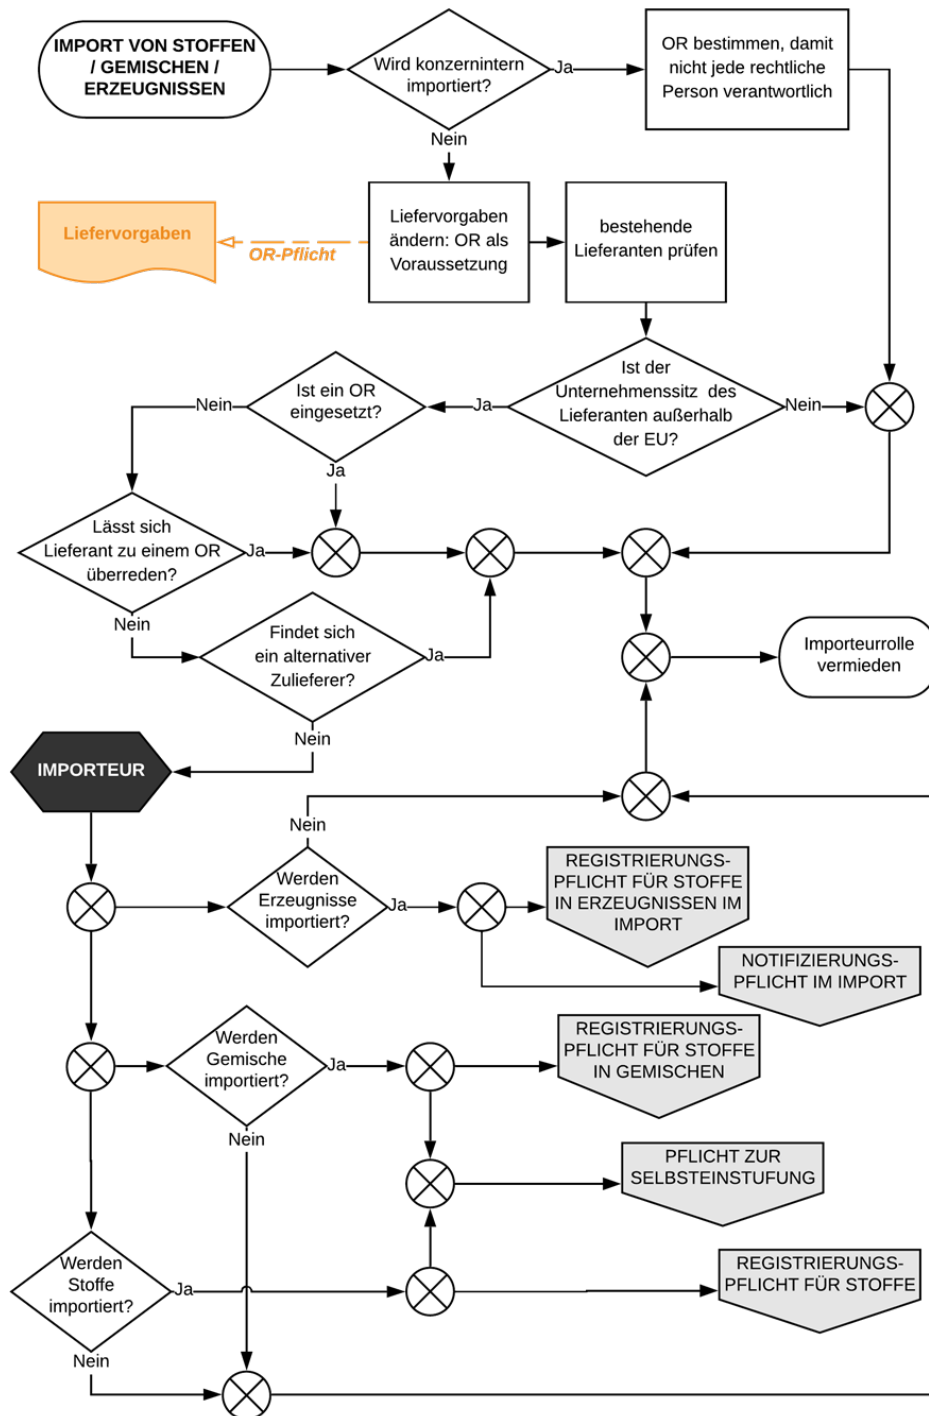 IMPORT VON STOFFEN
/ GEMISCHEN /
ERZEUGNISSEN
Wird konzernintern
importiert?
Ja
OR bestimmen, damit
nicht jede rechtliche
Person verantwortlich
Nein
Liefervorgaben
OR-Pflicht
Liefervorgaben
ändern: OR als
Voraussetzung
bestehende
Lieferanten prüfen
Ist der
Unternehmenssitz des
Lieferanten außerhalb
der EU?
Nein
Ja
Ist ein OR
eingesetzt?
Nein
Ja
Lässt sich
Lieferant zu einem OR
überreden?
Ja
Nein
Findet sich
ein alternativer
Zulieferer?
Ja
Nein
Importeurrolle
vermieden
IMPORTEUR
Nein
Werden
Erzeugnisse
importiert?
Ja
REGISTRIERUNGS-
PFLICHT FÜR STOFFE
IN ERZEUGNISSEN IM
IMPORT
NOTIFIZIERUNGS-
PFLICHT IM IMPORT
Werden
Gemische
importiert?
Ja
Nein
REGISTRIERUNGS-
PFLICHT FÜR STOFFE
IN GEMISCHEN
PFLICHT ZUR
SELBSTEINSTUFUNG
Werden
Stoffe
importiert?
Ja
Nein
REGISTRIERUNGS-
PFLICHT FÜR STOFFE